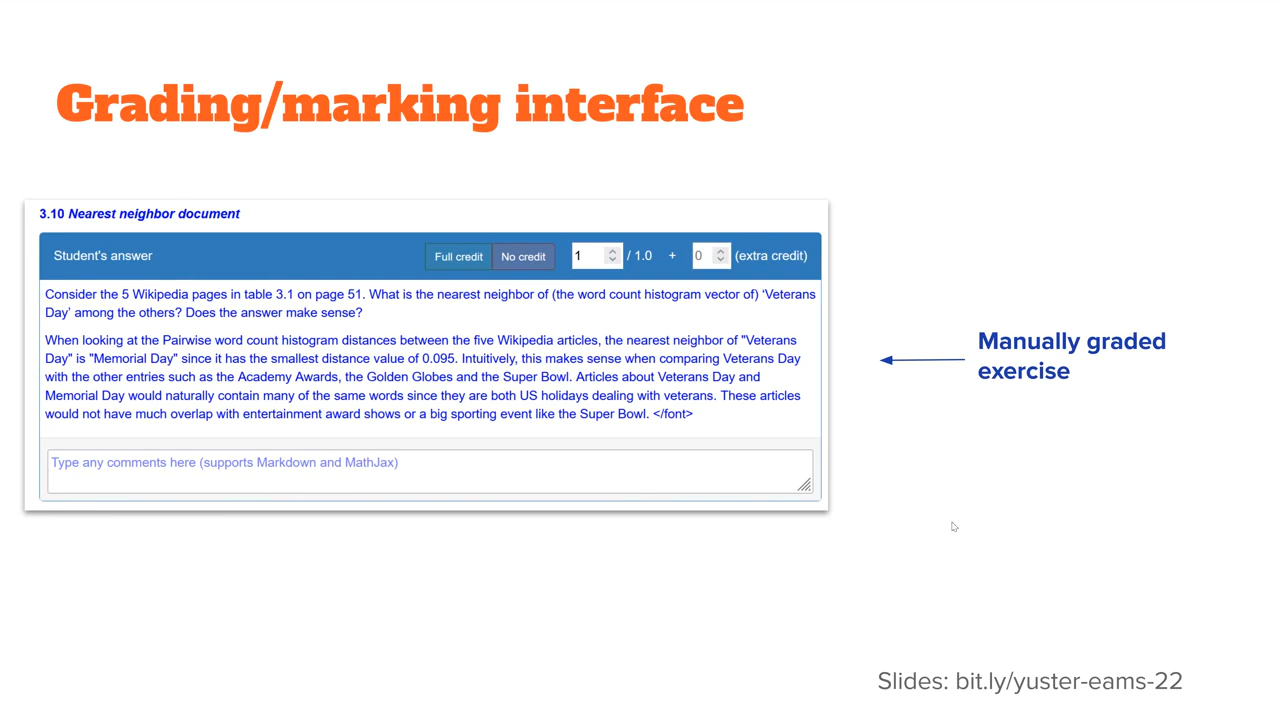 Grading/marking interface
3.10 Nearest neighbor document
Student's answer
Full credit No credit 1 / 1.0 + 0 (extra credit)
Consider the 5 Wikipedia pages in table 3.1 on page 51. What is the nearest neighbor of (the word count histogram vector of) ‘Veterans
Day’ among the others? Does the answer make sense?
When looking at the Pairwise word count histogram distances between the five Wikipedia articles, the nearest neighbor of "Veterans
Day" is "Memorial Day" since it has the smallest distance value of 0.095. Intuitively, this makes sense when comparing Veterans Day
with the other entries such as the Academy Awards, the Golden Globes and the Super Bowl. Articles about Veterans Day and
Memorial Day would naturally contain many of the same words since they are both US holidays dealing with veterans. These articles
would not have much overlap with entertainment award shows or a big sporting event like the Super Bowl. </font>
Type any comments here (supports Markdown and MathJax)
Manually graded
exercise
Slides: bit.ly/yuster-eams-22